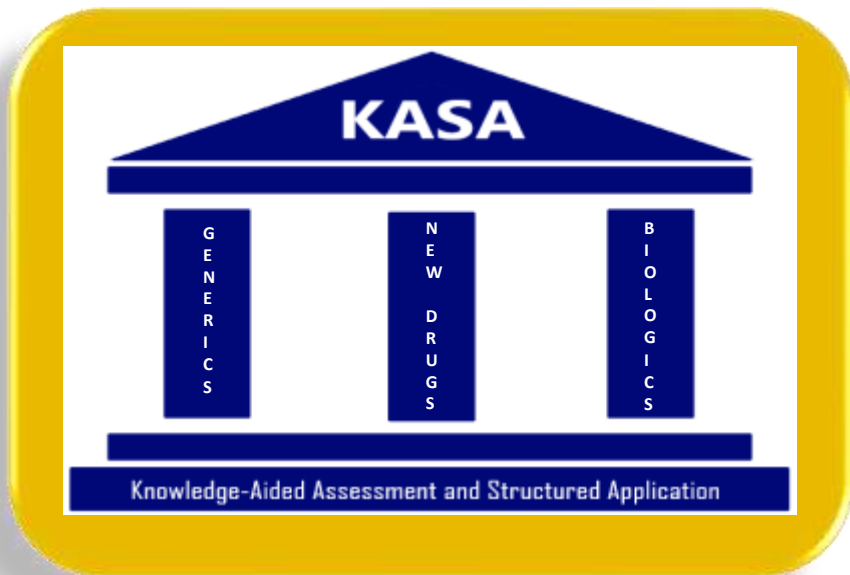 KASA
GENERICS
NEW DRUGS
BIOLOGICS
Knowledge-Aided Assessment and Structured Application